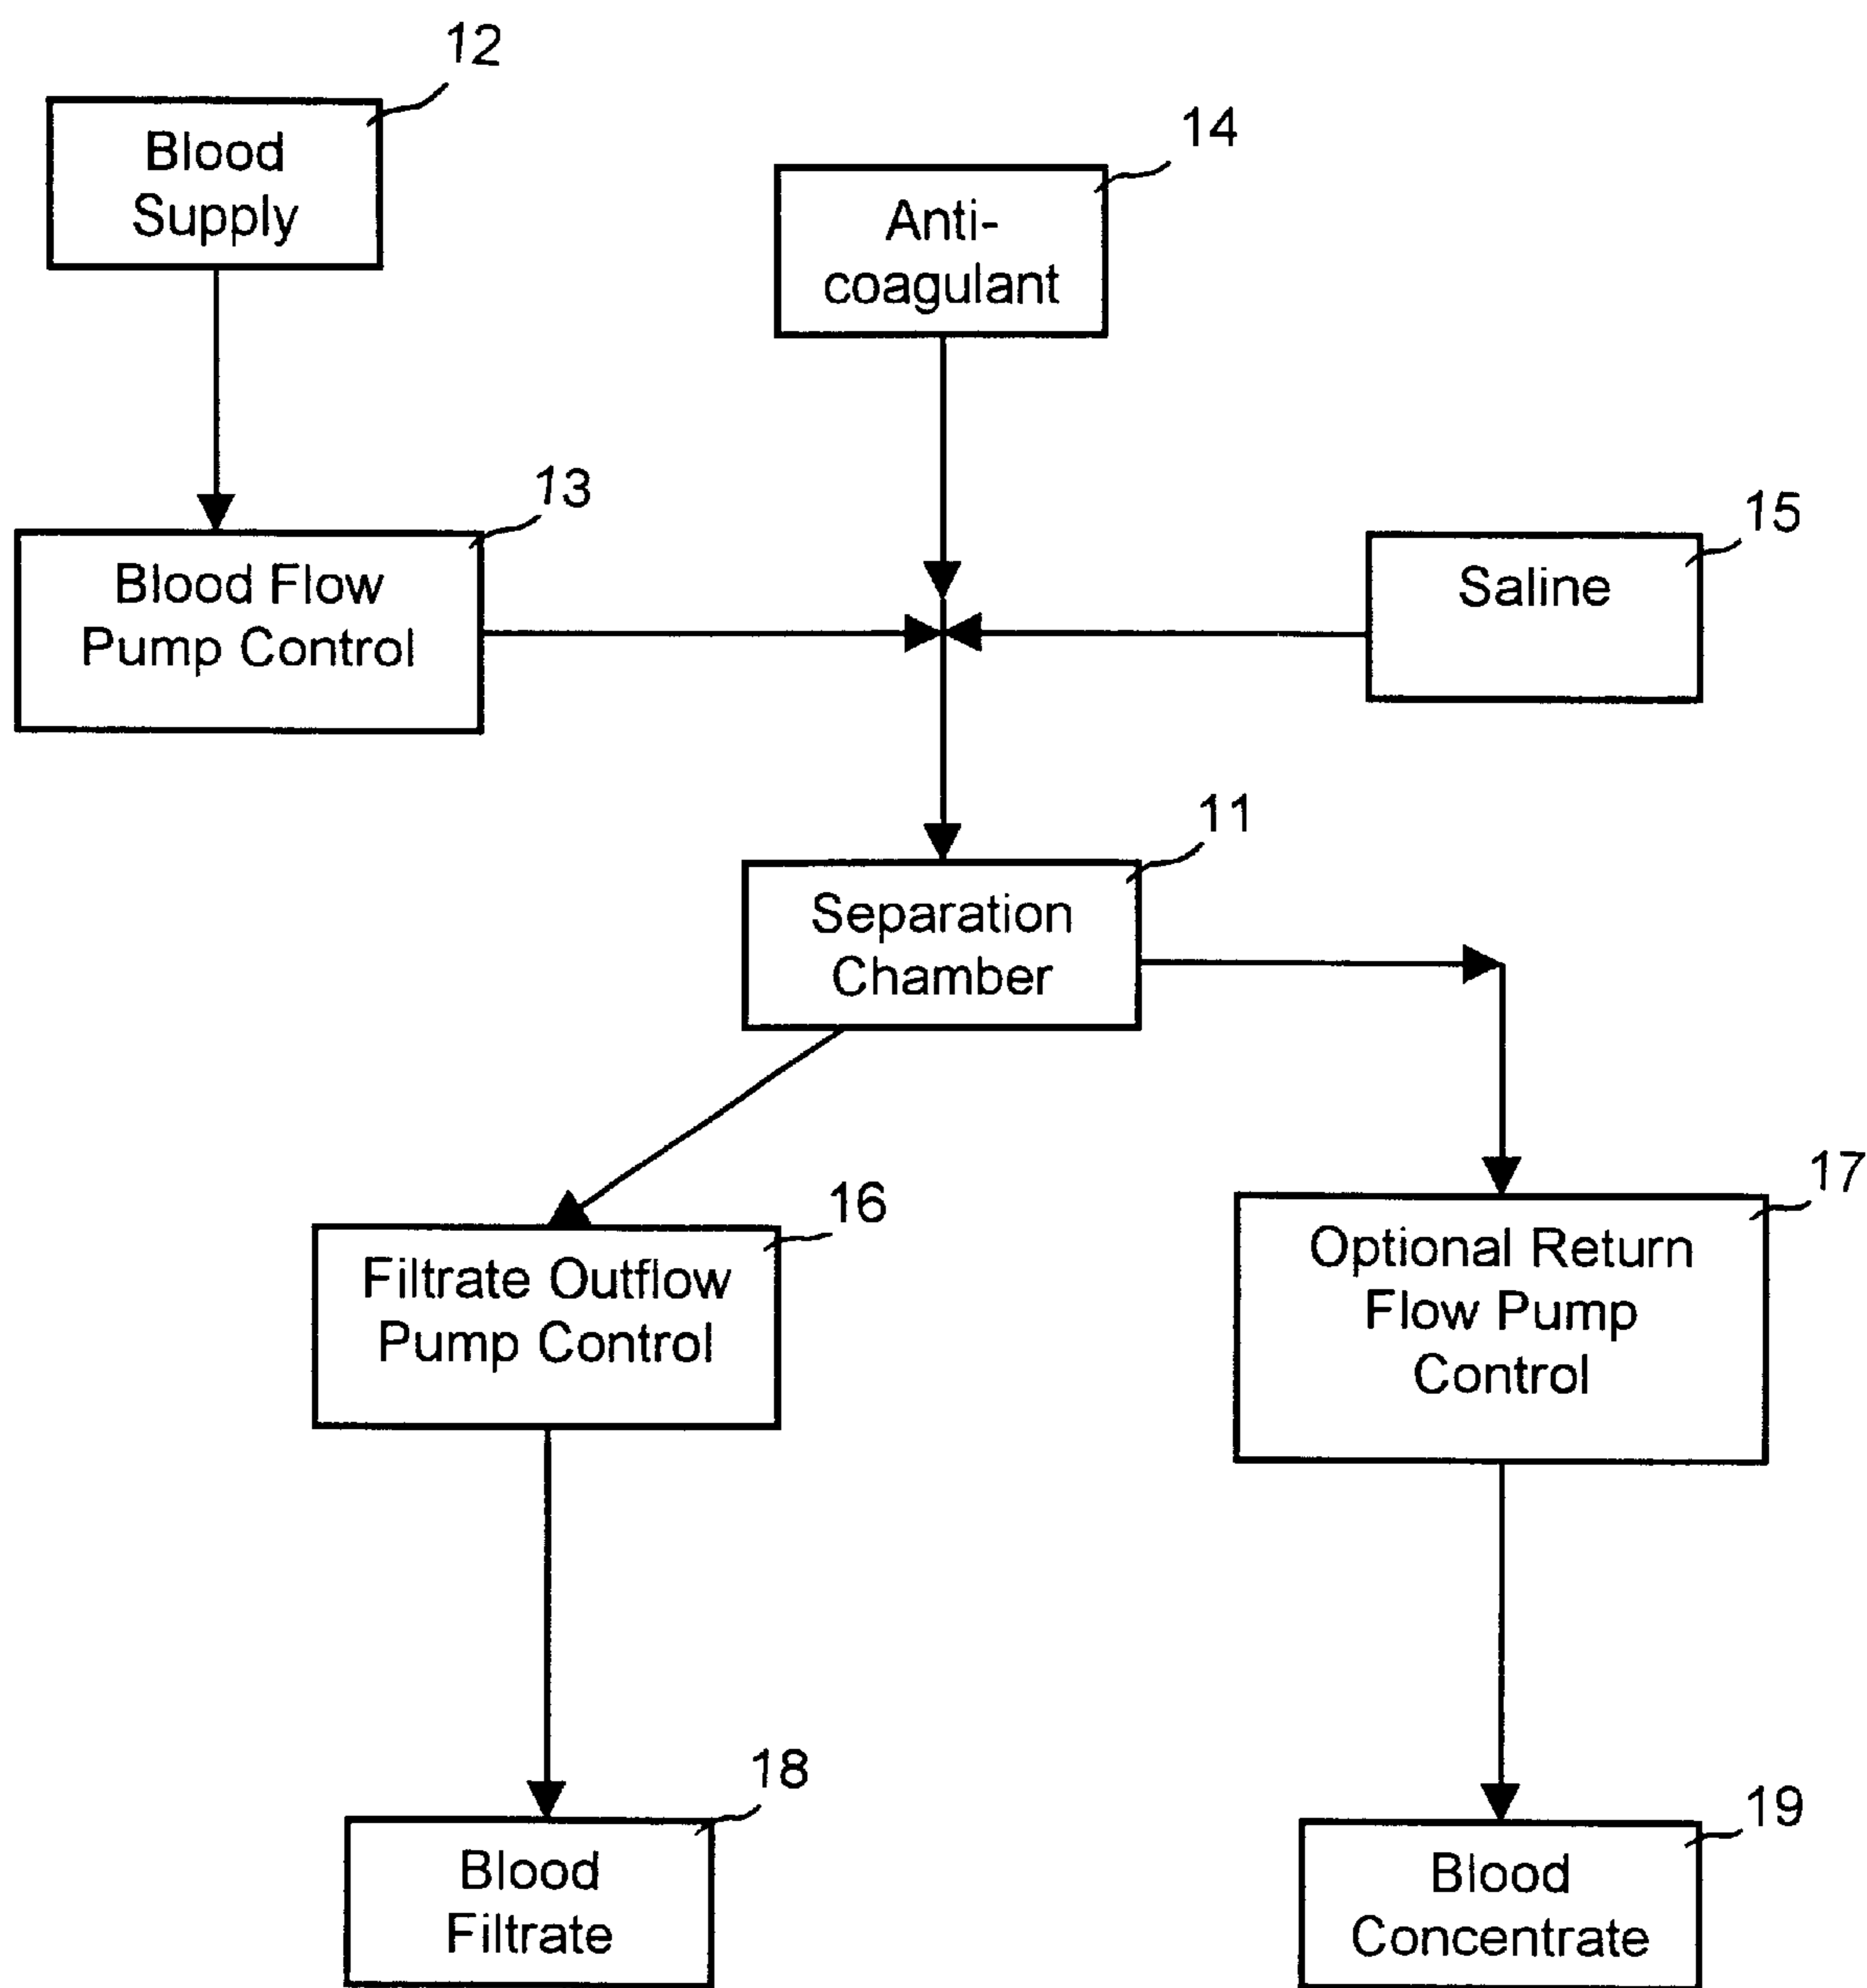 12
Blood
Supply
14
Anti-
coagulant
13
Blood Flow
Pump Control
15
Saline
11
Separation
Chamber
16
Filtrate Outflow
Pump Control
17
Optional Return
Flow Pump
Control
18
Blood
Filtrate
19
Blood
Concentrate